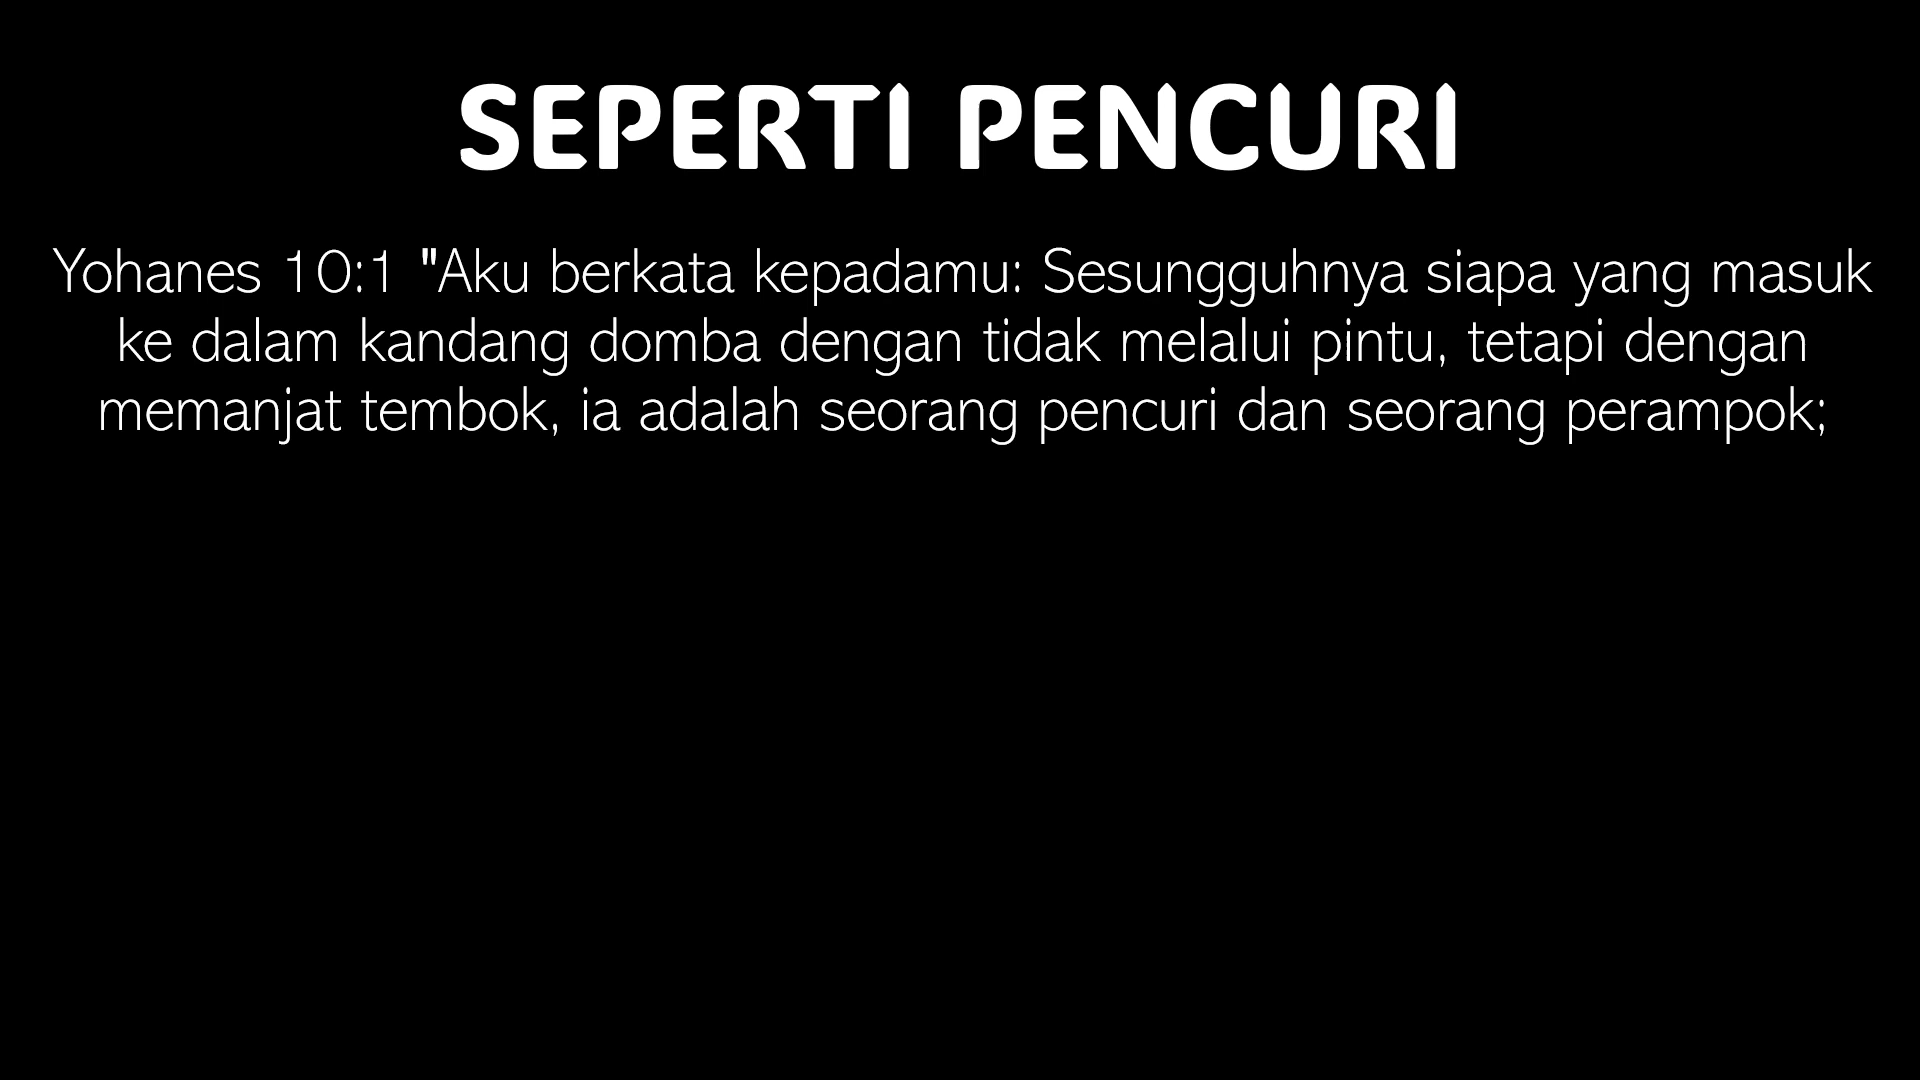 SEPERTI PENCURI
Yohanes 10:1 "Aku berkata kepadamu: Sesungguhnya siapa yang masuk
ke dalam kandang domba dengan tidak melalui pintu, tetapi dengan
memanjat tembok, ia adalah seorang pencuri dan seorang perampok;